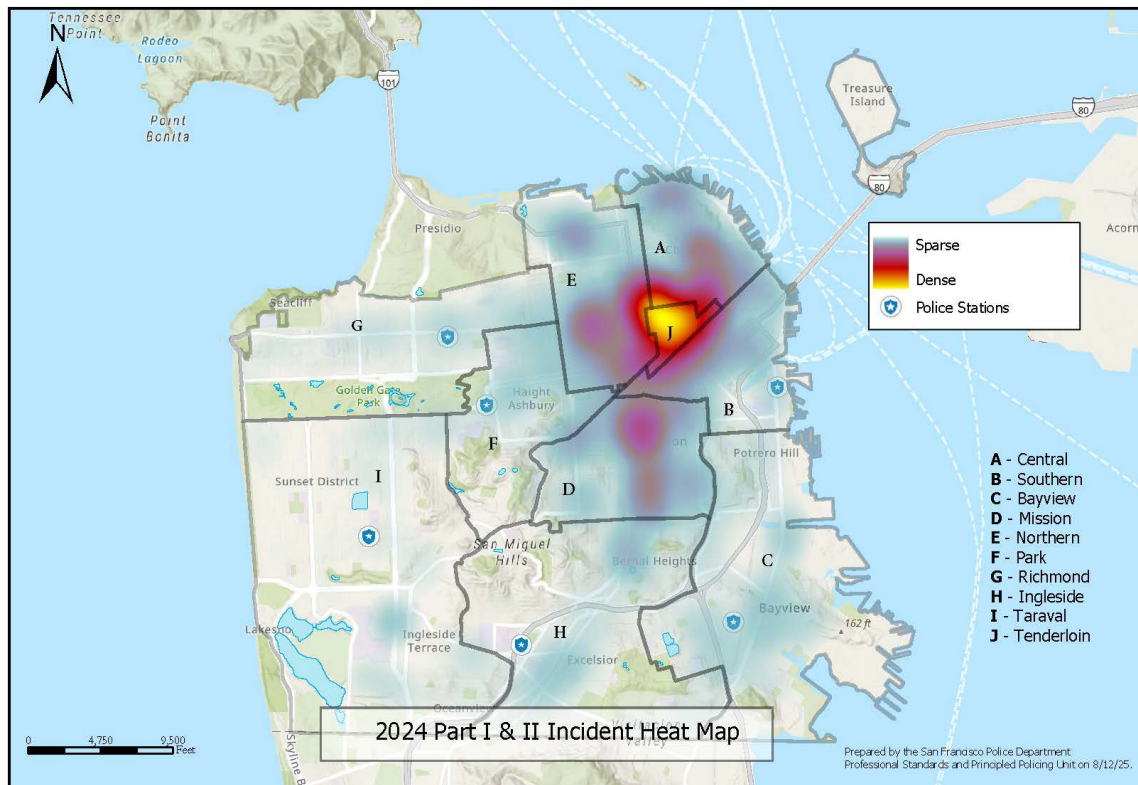 Tennessee
Point
N
Rodeo
Lagoon
101
Point
Bonita
Treasure
Island
80
80
Acorn
Presidio
A
E
Seacliff
G
J
Sparse
Dense
Police Stations
Golden Gate
Park
Haight
Ashbury
B
F
Potrero Hill
Sunset District
I
D
A - Central
B - Southern
C - Bayview
D - Mission
E - Northern
F - Park
G - Richmond
H - Ingleside
I - Taraval
J - Tenderloin
San Miguel
Hills
Bernal Heights
C
Bayview
162 ft
Ingleside
Terrace
H
Excelsior
Oceanview
2024 Part I & II Incident Heat Map
Valley
0 4,750 9,500
Feet
Skyline B
Prepared by the San Francisco Police Department
Professional Standards and Principled Policing Unit on 8/12/25.